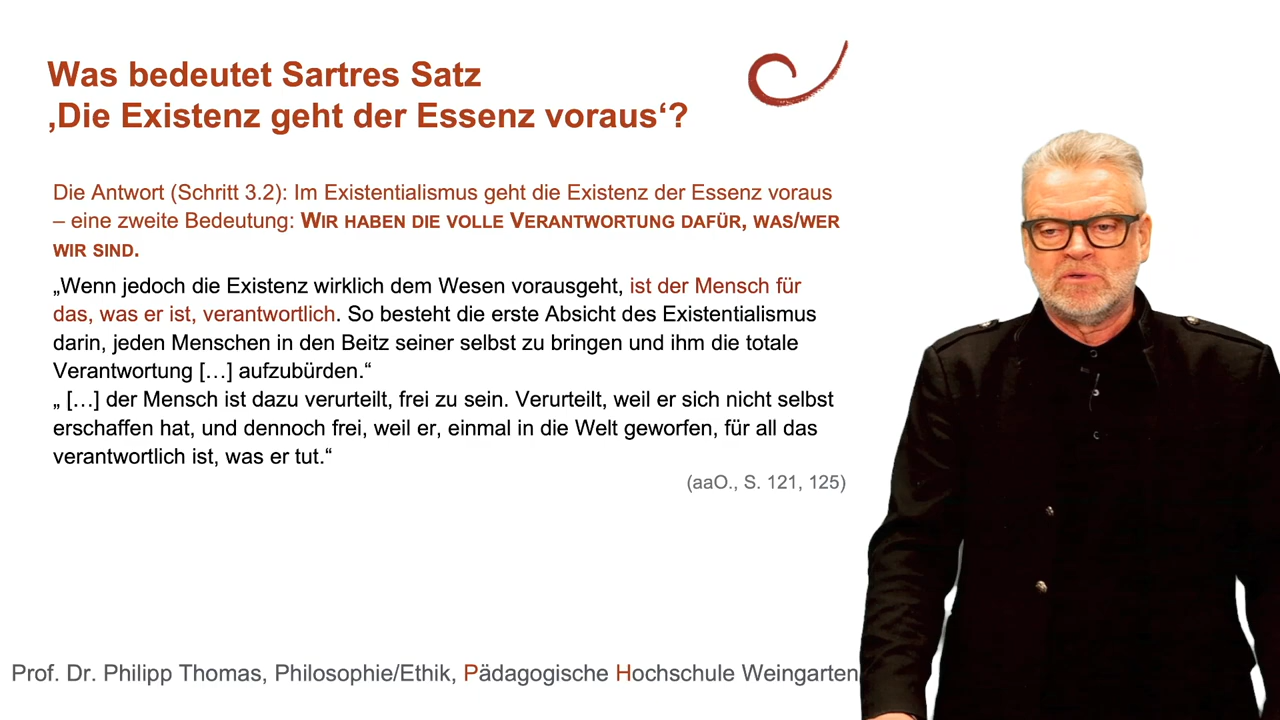 Was bedeutet Sartres Satz
‚Die Existenz geht der Essenz voraus‘?
Die Antwort (Schritt 3.2): Im Existentialismus geht die Existenz der Essenz voraus
– eine zweite Bedeutung: WIR HABEN DIE VOLLE VERANTWORTUNG DAFÜR, WAS/WER
WIR SIND.
„Wenn jedoch die Existenz wirklich dem Wesen vorausgeht, ist der Mensch für
das, was er ist, verantwortlich. So besteht die erste Absicht des Existentialismus
darin, jeden Menschen in den Beitz seiner selbst zu bringen und ihm die totale
Verantwortung […] aufzubürden.“
„ […] der Mensch ist dazu verurteilt, frei zu sein. Verurteilt, weil er sich nicht selbst
erschaffen hat, und dennoch frei, weil er, einmal in die Welt geworfen, für all das
verantwortlich ist, was er tut.“
(aaO., S. 121, 125)
Prof. Dr. Philipp Thomas, Philosophie/Ethik, Pädagogische Hochschule Weingarten